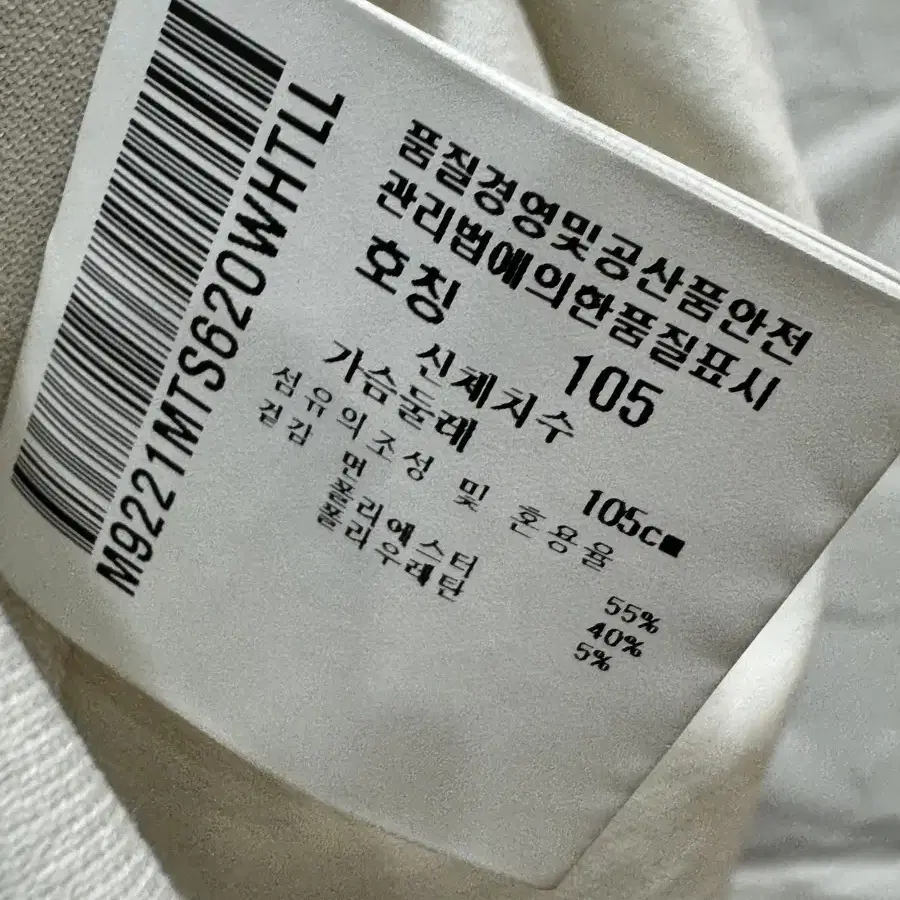 M9221MTS620WHTLL
품질경영및공산품안전
관리법에의한품질표시
호칭 105
신체치수
가슴둘레 105c■
섬유의조성 및 혼용율
겉감
면 55%
폴리에스터 40%
폴리우레탄 5%